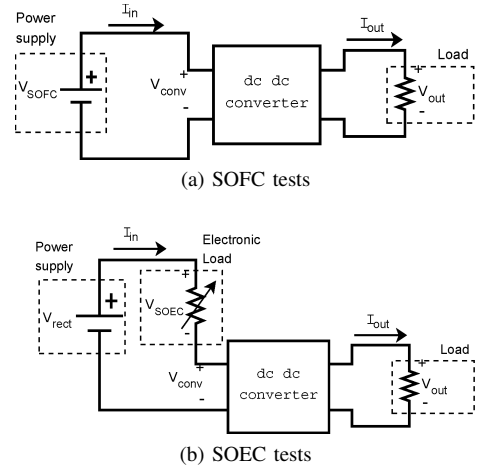 Power
supply
I_in
I_out
Load
V_SOFC
+
V_conv
+
-
dc dc
converter
+
V_out
-
(a) SOFC tests
Power
supply
I_in
Electronic
Load
V_rect
+
+
V_SOEC
-
I_out
Load
V_conv
+
-
dc dc
converter
+
V_out
-
(b) SOEC tests